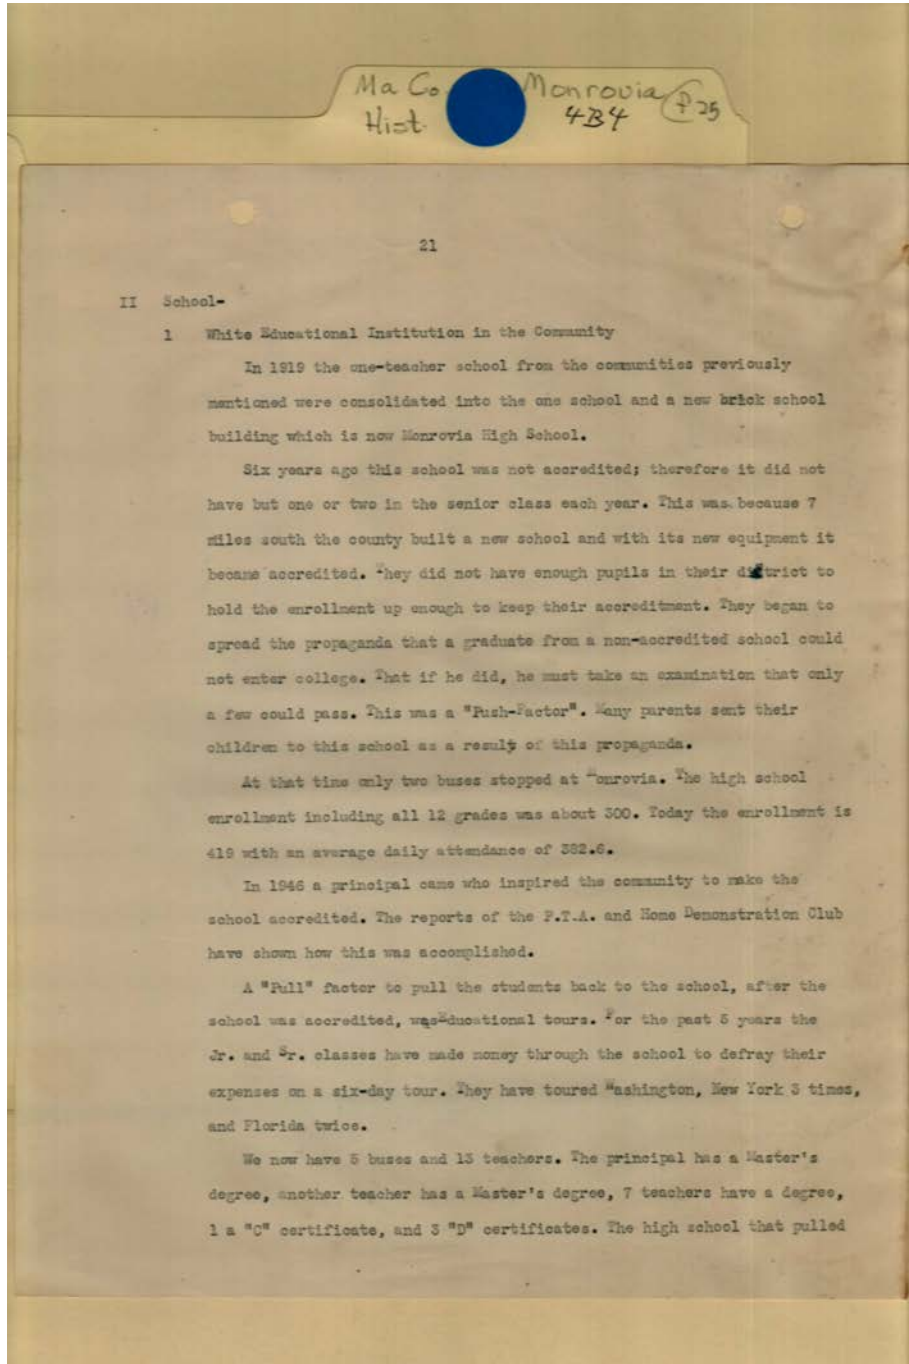 Ma Co Monrovia P 25
Hist. 4B4
21
II School-
1 White Educational Institution in the Community
In 1919 the one-teacher school from the communities previously
mentioned were consolidated into the one school and a new brick school
building which is now Monrovia High School.
Six years ago this school was not accredited; therefore it did not
have but one or two in the senior class each year. This was because 7
miles south the county built a new school and with its new equipment it
became accredited. They did not have enough pupils in their district to
hold the enrollment up enough to keep their accreditment. They began to
spread the propaganda that a graduate from a non-accredited school could
not enter college. That if he did, he must take an examination that only
a few could pass. This was a "Push-Factor". Many parents sent their
children to this school as a result of this propaganda.
At that time only two buses stopped at Monrovia. The high school
enrollment including all 12 grades was about 300. Today the enrollment is
419 with an average daily attendance of 382.6.
In 1946 a principal came who inspired the community to make the
school accredited. The reports of the P.T.A. and Home Demonstration Club
have shown how this was accomplished.
A "Pull" factor to pull the students back to the school, after the
school was accredited, was Educational tours. For the past 5 years the
Jr. and Sr. classes have made money through the school to defray their
expenses on a six-day tour. They have toured Washington, New York 3 times,
and Florida twice.
We now have 5 buses and 13 teachers. The principal has a Master's
degree, another teacher has a Master's degree, 7 teachers have a degree,
1 a "C" certificate, and 3 "D" certificates. The high school that pulled